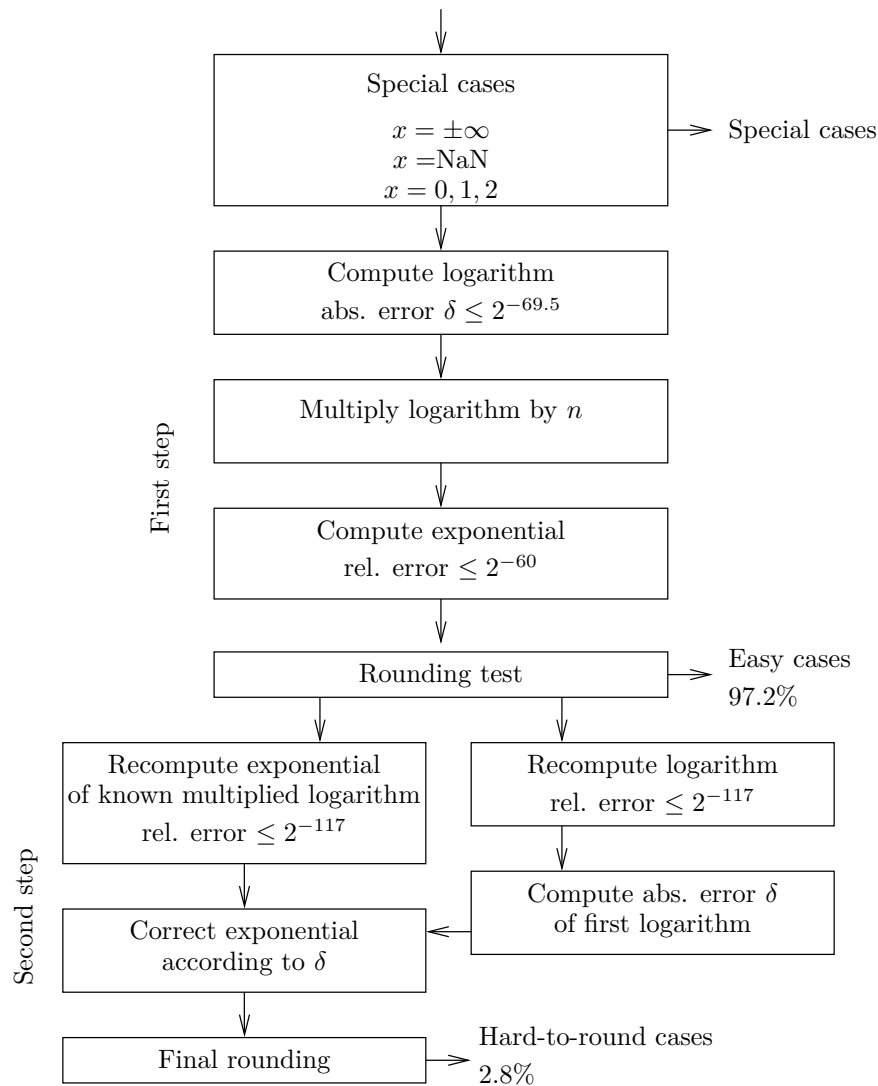 Special cases
x = ±∞
x =NaN
x = 0, 1, 2
Special cases
Compute logarithm
abs. error δ ≤ 2^{−69.5}
First step
Multiply logarithm by n
Compute exponential
rel. error ≤ 2^{−60}
Rounding test
Easy cases
97.2%
Second step
Recompute exponential
of known multiplied logarithm
rel. error ≤ 2^{−117}
Recompute logarithm
rel. error ≤ 2^{−117}
Compute abs. error δ
of first logarithm
Correct exponential
according to δ
Final rounding
Hard-to-round cases
2.8%